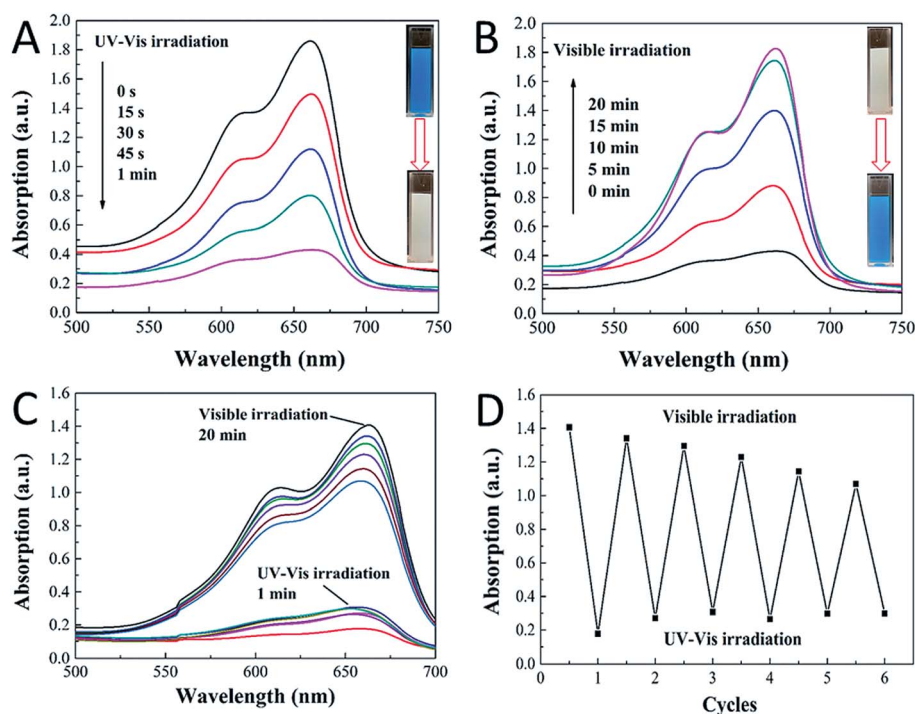 A
UV-Vis irradiation
0 s
15 s
30 s
45 s
1 min
2.0
1.8
1.6
1.4
1.2
1.0
0.8
0.6
0.4
0.2
0.0
Absorption (a.u.)
500 550 600 650 700 750
Wavelength (nm)
B
Visible irradiation
20 min
15 min
10 min
5 min
0 min
2.0
1.8
1.6
1.4
1.2
1.0
0.8
0.6
0.4
0.2
0.0
Absorption (a.u.)
500 550 600 650 700 750
Wavelength (nm)
C
Visible irradiation
20 min
UV-Vis irradiation
1 min
1.6
1.4
1.2
1.0
0.8
0.6
0.4
0.2
0.0
Absorption (a.u.)
500 550 600 650 700
Wavelength (nm)
D
Visible irradiation
UV-Vis irradiation
1.6
1.4
1.2
1.0
0.8
0.6
0.4
0.2
0.0
Absorption (a.u.)
0 1 2 3 4 5 6
Cycles